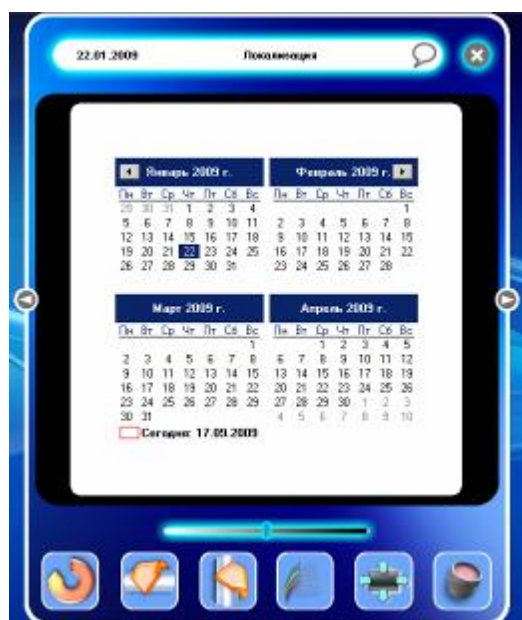 22.01.2009 Локализация
Январь 2009 г. Февраль 2009 г.
Пн Вт Ср Чт Пт Сб Вс Пн Вт Ср Чт Пт Сб Вс
29 30 31 1 2 3 4 1
5 6 7 8 9 10 11 2 3 4 5 6 7 8
12 13 14 15 16 17 18 9 10 11 12 13 14 15
19 20 21 22 23 24 25 16 17 18 19 20 21 22
26 27 28 29 30 31 23 24 25 26 27 28
Март 2009 г. Апрель 2009 г.
Пн Вт Ср Чт Пт Сб Вс Пн Вт Ср Чт Пт Сб Вс
1 1 2 3 4 5
2 3 4 5 6 7 8 6 7 8 9 10 11 12
9 10 11 12 13 14 15 13 14 15 16 17 18 19
16 17 18 19 20 21 22 20 21 22 23 24 25 26
23 24 25 26 27 28 29 27 28 29 30 1 2 3
30 31 4 5 6 7 8 9 10
Сегодня: 17.09.2009